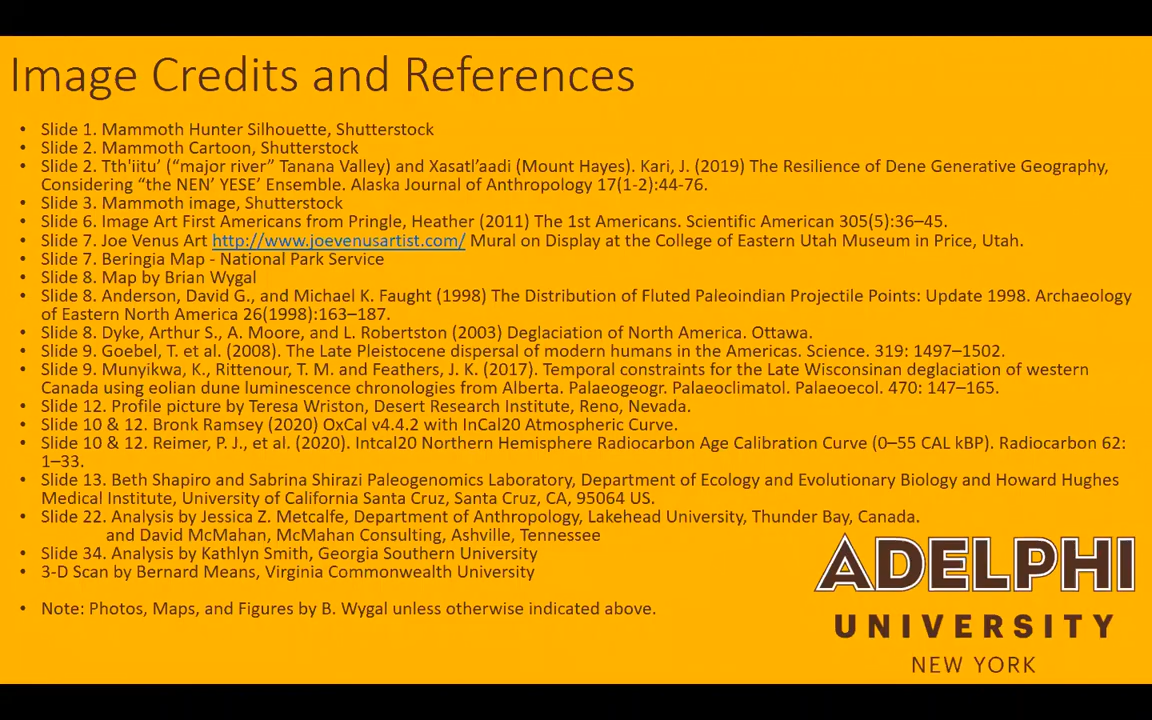 Image Credits and References
• Slide 1. Mammoth Hunter Silhouette, Shutterstock
• Slide 2. Mammoth Cartoon, Shutterstock
• Slide 2. Tth'iitu’ (“major river” Tanana Valley) and Xasatl’aadi (Mount Hayes). Kari, J. (2019) The Resilience of Dene Generative Geography,
Considering “the NEN’ YESE’ Ensemble. Alaska Journal of Anthropology 17(1-2):44-76.
• Slide 3. Mammoth image, Shutterstock
• Slide 6. Image Art First Americans from Pringle, Heather (2011) The 1st Americans. Scientific American 305(5):36–45.
• Slide 7. Joe Venus Art http://www.joevenusartist.com/ Mural on Display at the College of Eastern Utah Museum in Price, Utah.
• Slide 7. Beringia Map - National Park Service
• Slide 8. Map by Brian Wygal
• Slide 8. Anderson, David G., and Michael K. Faught (1998) The Distribution of Fluted Paleoindian Projectile Points: Update 1998. Archaeology
of Eastern North America 26(1998):163–187.
• Slide 8. Dyke, Arthur S., A. Moore, and L. Robertston (2003) Deglaciation of North America. Ottawa.
• Slide 9. Goebel, T. et al. (2008). The Late Pleistocene dispersal of modern humans in the Americas. Science. 319: 1497–1502.
• Slide 9. Munyikwa, K., Rittenour, T. M. and Feathers, J. K. (2017). Temporal constraints for the Late Wisconsinan deglaciation of western
Canada using eolian dune luminescence chronologies from Alberta. Palaeogeogr. Palaeoclimatol. Palaeoecol. 470: 147–165.
• Slide 12. Profile picture by Teresa Wriston, Desert Research Institute, Reno, Nevada.
• Slide 10 & 12. Bronk Ramsey (2020) OxCal v4.4.2 with InCal20 Atmospheric Curve.
• Slide 10 & 12. Reimer, P. J., et al. (2020). Intcal20 Northern Hemisphere Radiocarbon Age Calibration Curve (0–55 CAL kBP). Radiocarbon 62:
1–33.
• Slide 13. Beth Shapiro and Sabrina Shirazi Paleogenomics Laboratory, Department of Ecology and Evolutionary Biology and Howard Hughes
Medical Institute, University of California Santa Cruz, Santa Cruz, CA, 95064 US.
• Slide 22. Analysis by Jessica Z. Metcalfe, Department of Anthropology, Lakehead University, Thunder Bay, Canada.
and David McMahan, McMahan Consulting, Ashville, Tennessee
• Slide 34. Analysis by Kathlyn Smith, Georgia Southern University
• 3-D Scan by Bernard Means, Virginia Commonwealth University
• Note: Photos, Maps, and Figures by B. Wygal unless otherwise indicated above.
ADELPHI
UNIVERSITY
NEW YORK